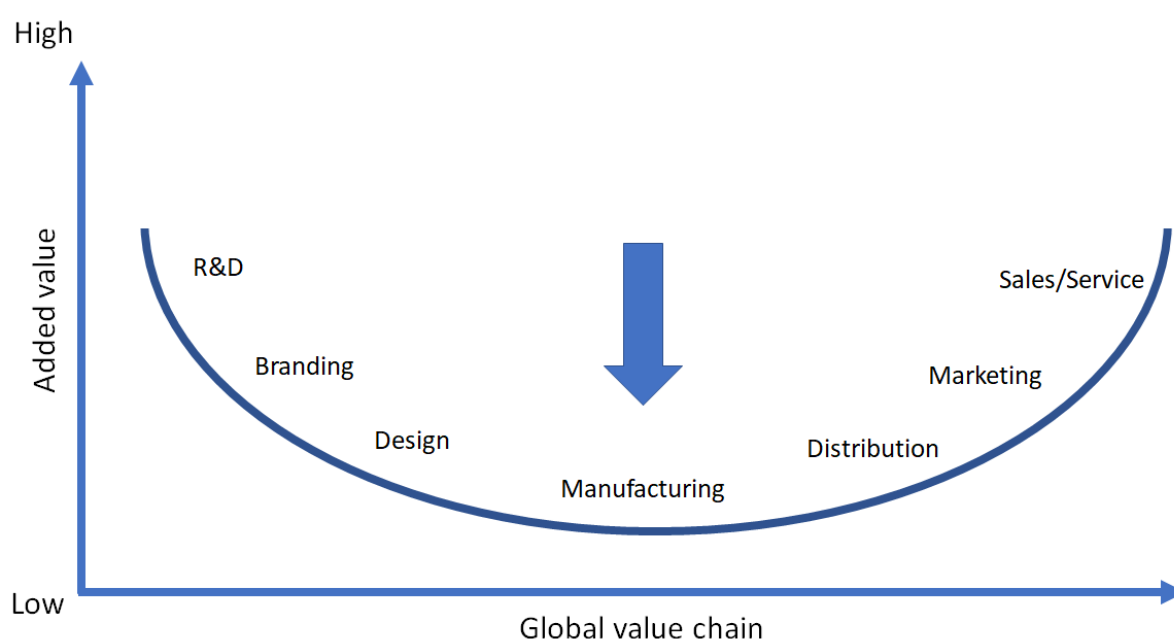 High
Added value
R&D
Sales/Service
Branding
Marketing
Design
Distribution
Manufacturing
Low
Global value chain